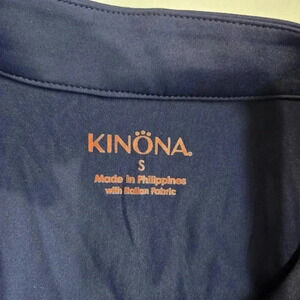 KINÖNA
S
Made in Philippines
with Italian Fabric